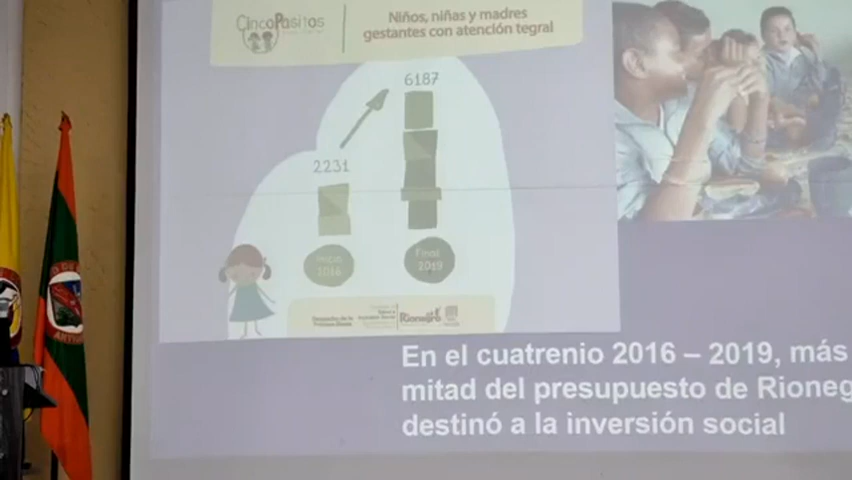 CincoPasitos
Niños, niñas y madres
gestantes con atención tegral
6187
2231
Inicio
2016
Final
2019
Rionegro
En el cuatrenio 2016 – 2019, más
mitad del presupuesto de Rioneg
destinó a la inversión social